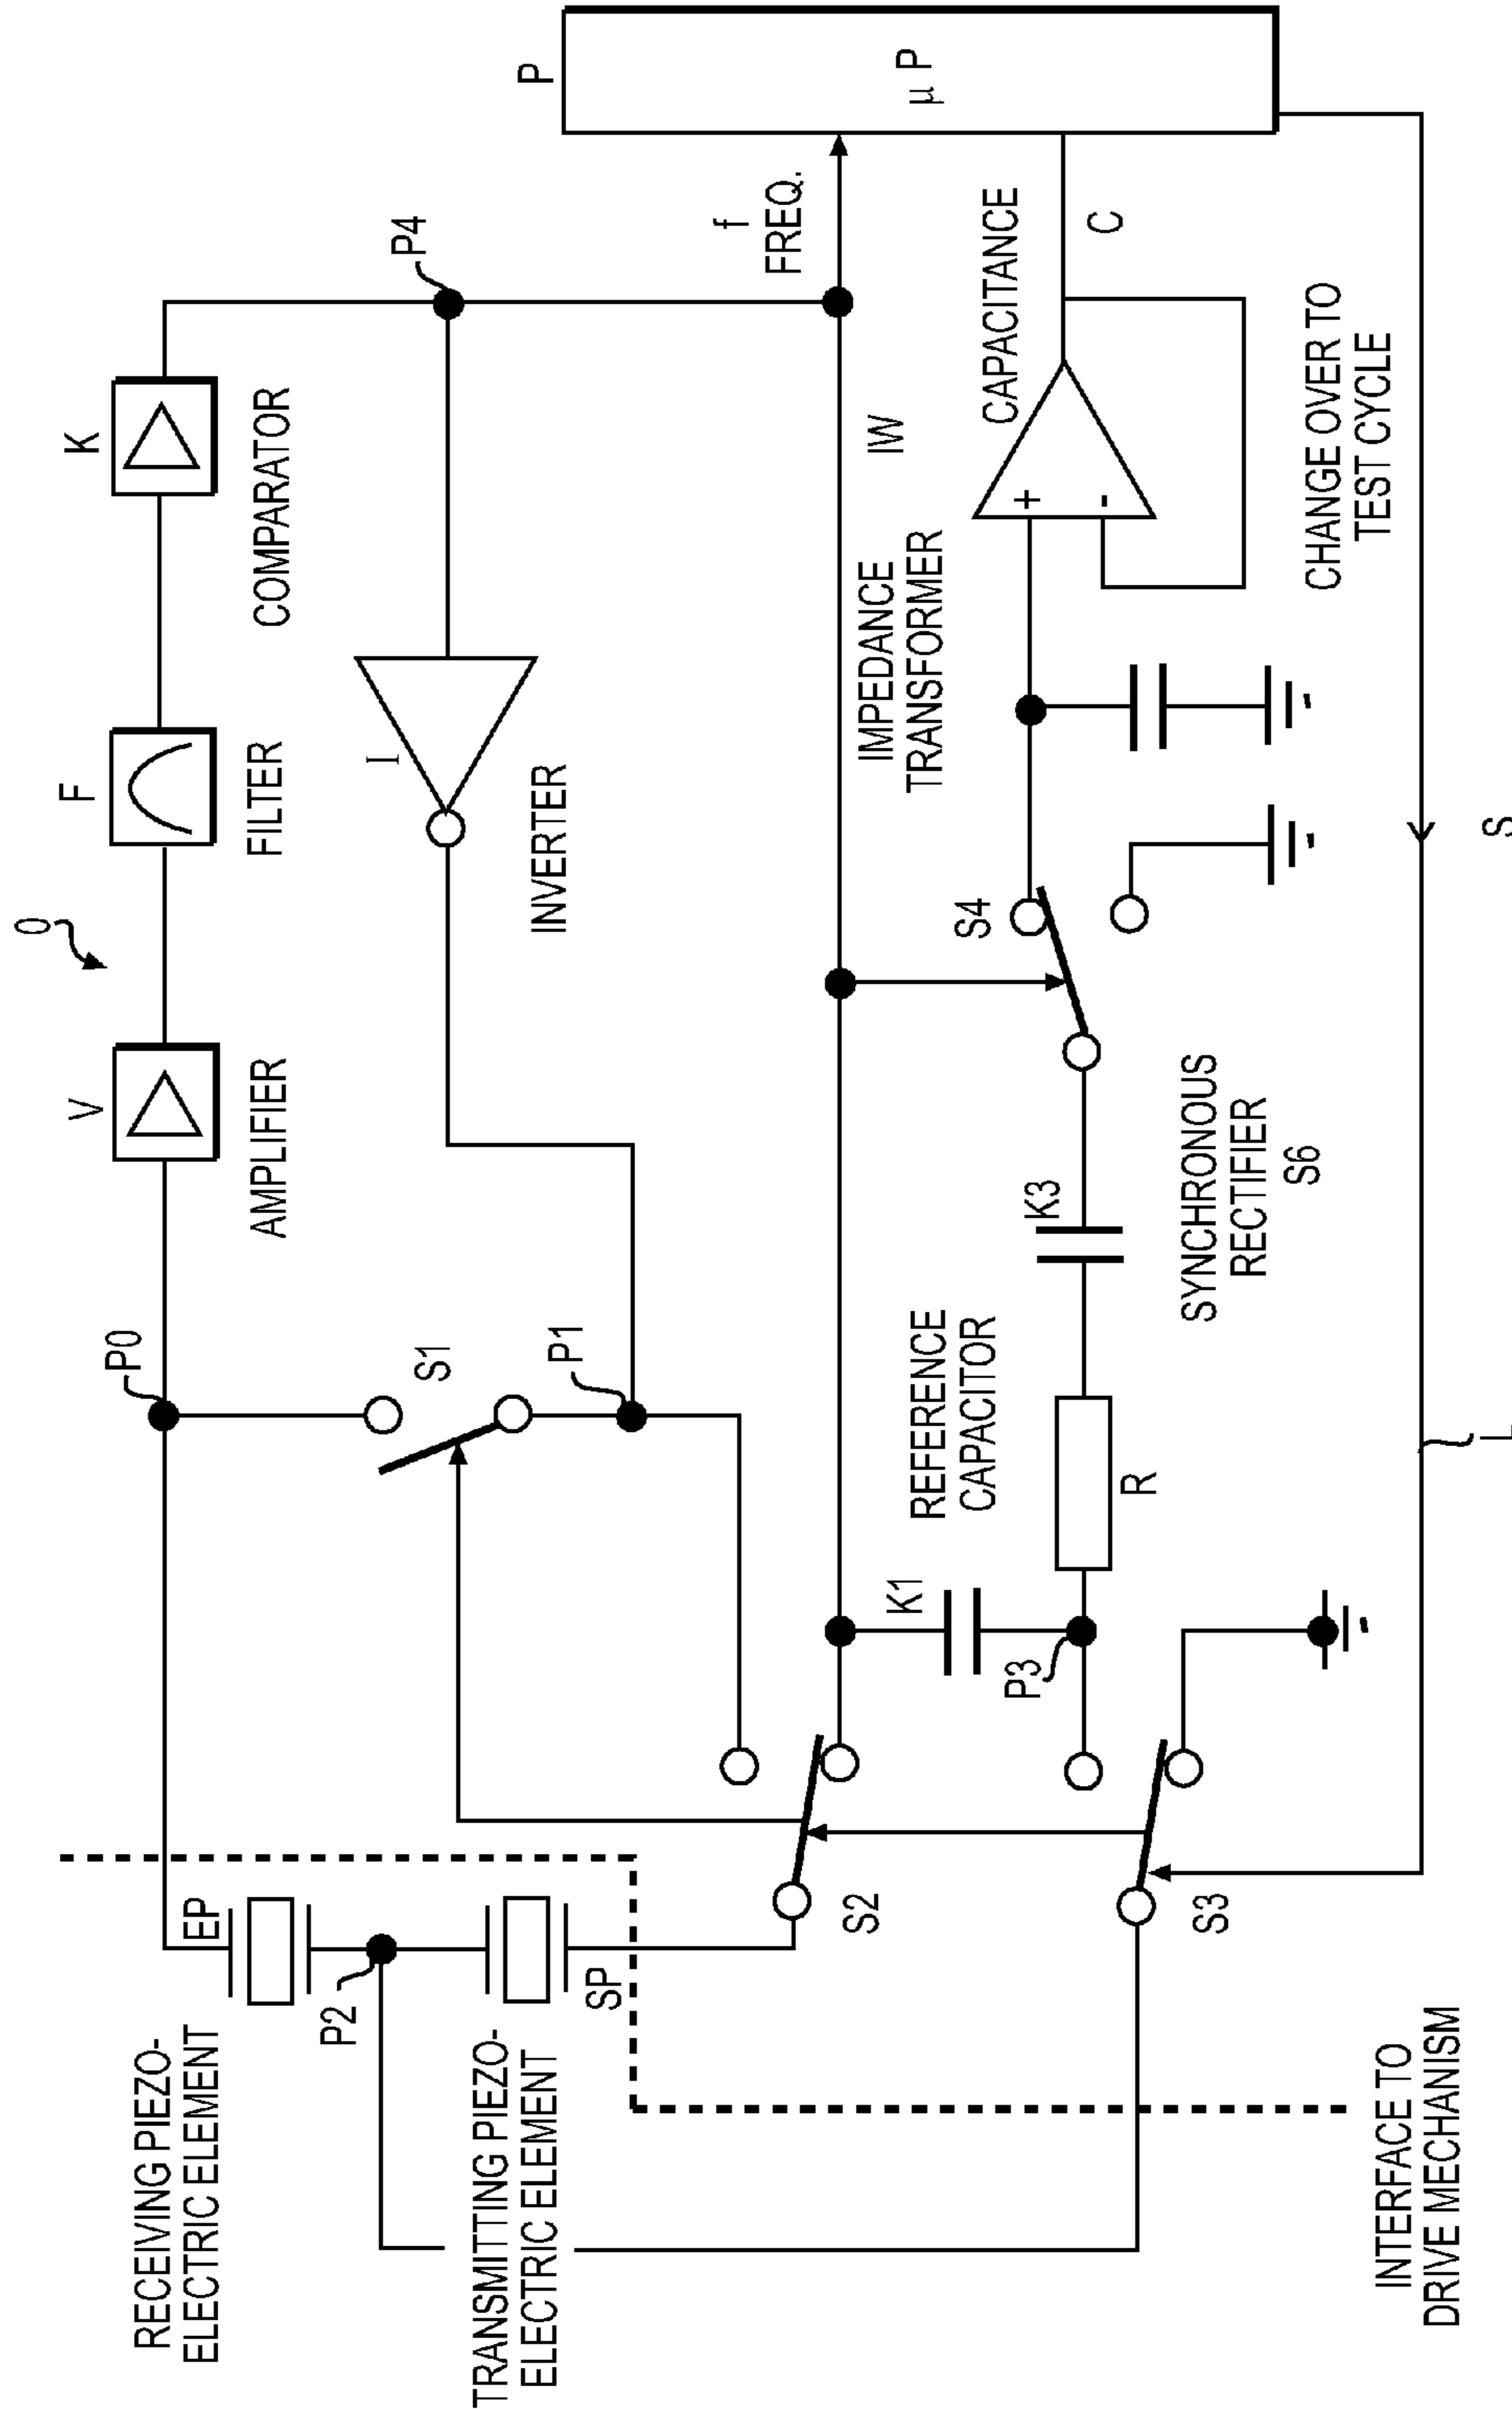 RECEIVING PIEZO-
ELECTRIC ELEMENT
EP
P2
TRANSMITTING PIEZO-
ELECTRIC ELEMENT
SP
INTERFACE TO
DRIVE MECHANISM
P0
S1
P1
S2
S3
0
V
AMPLIFIER
F
FILTER
K
COMPARATOR
I
INVERTER
P4
f
FREQ.
P
μ P
K1
P3
REFERENCE
CAPACITOR
R
K3
SYNCHRONOUS
RECTIFIER
S6
S4
IMPEDANCE
TRANSFORMER
IW
+
-
CAPACITANCE
C
CHANGE OVER TO
TEST CYCLE
S
L